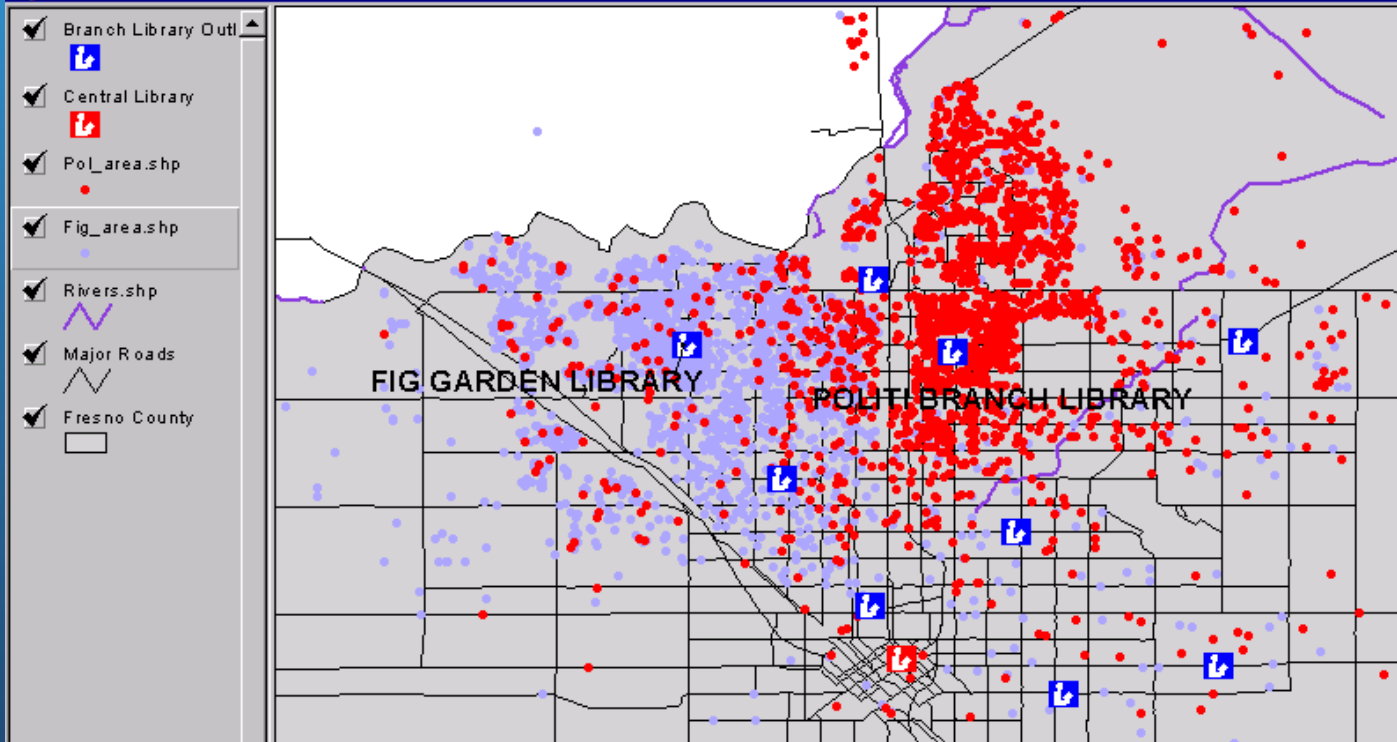 Branch Library Outl
Central Library
Pol_area.shp
Fig_area.shp
Rivers.shp
Major Roads
Fresno County
FIG GARDEN LIBRARY
POLITI BRANCH LIBRARY